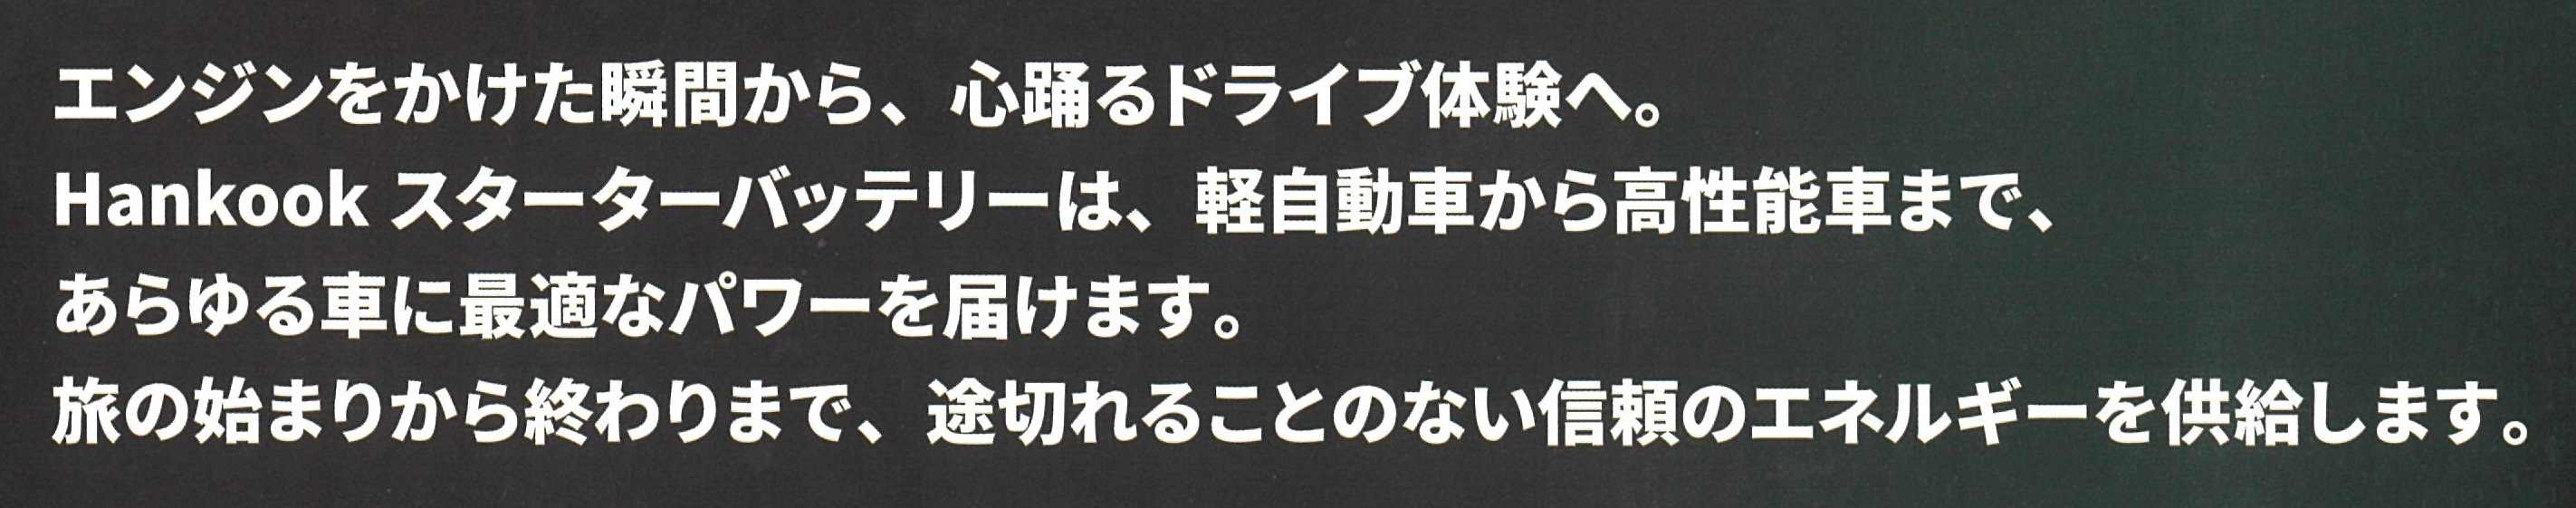 エンジンをかけた瞬間から、心踊るドライブ体験へ。
Hankook スターターバッテリーは、軽自動車から高性能車まで、
あらゆる車に最適なパワーを届けます。
旅の始まりから終わりまで、途切れることのない信頼のエネルギーを供給します。